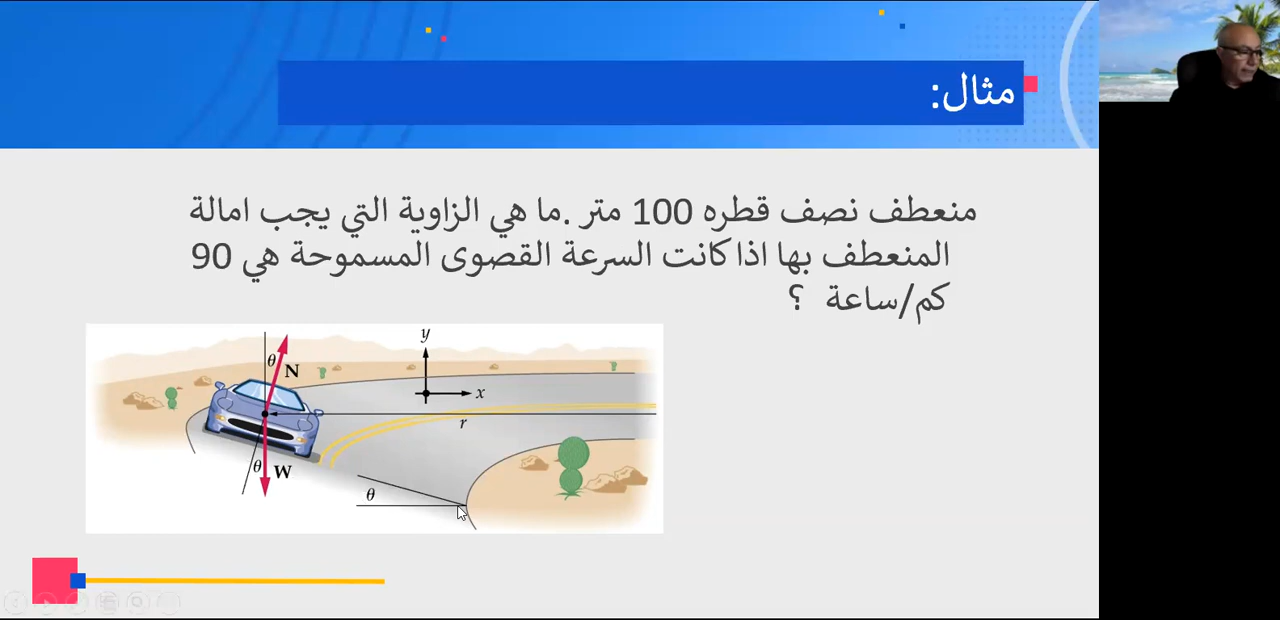 مثال:
منعطف نصف قطره 100 متر .ما هي الزاوية التي يجب امالة
المنعطف بها اذا كانت السرعة القصوى المسموحة هي 90
كم/ساعة ؟
y
θ
N
x
r
θ
W
θ